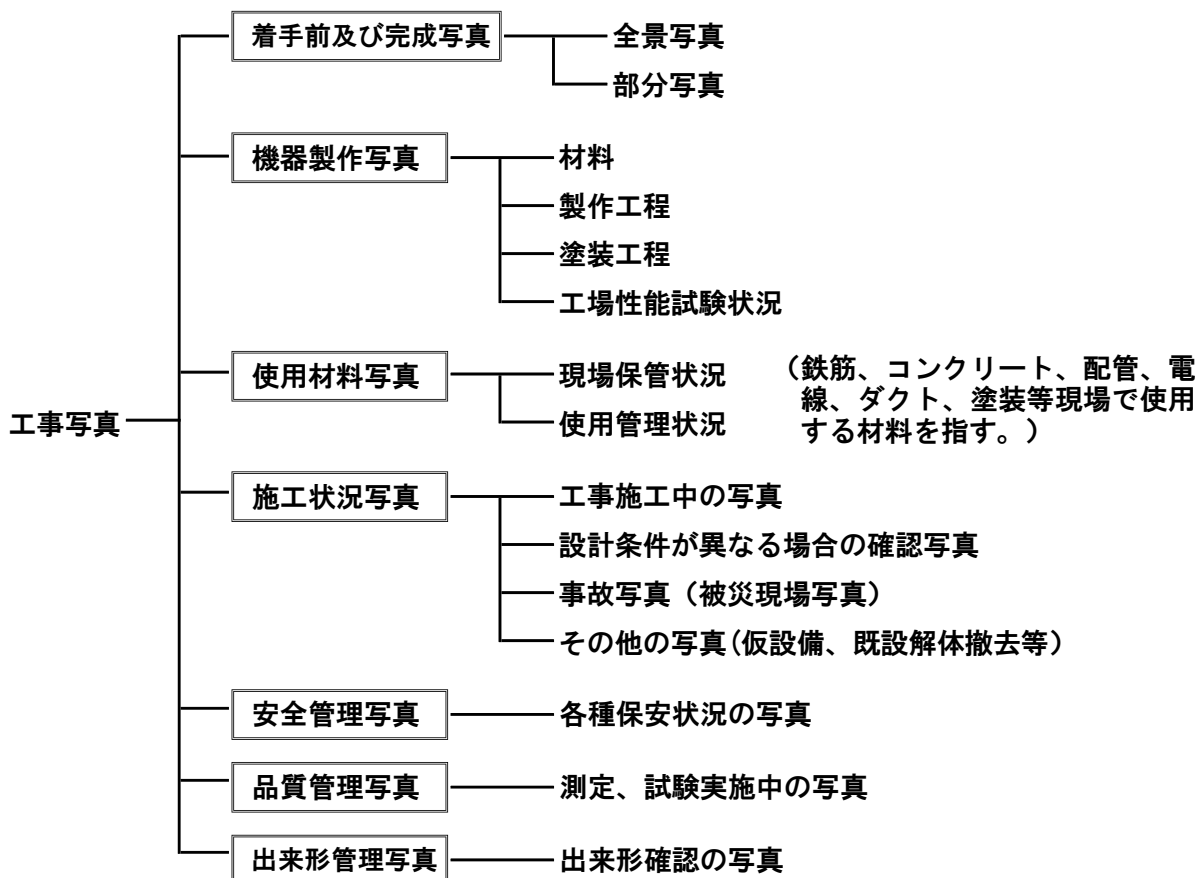 着手前及び完成写真
全景写真
部分写真
機器製作写真
材料
製作工程
塗装工程
工場性能試験状況
使用材料写真
現場保管状況
使用管理状況
（鉄筋、コンクリート、配管、電
線、ダクト、塗装等現場で使用
する材料を指す。）
工事写真
施工状況写真
工事施工中の写真
設計条件が異なる場合の確認写真
事故写真（被災現場写真）
その他の写真（仮設備、既設解体撤去等）
安全管理写真
各種保安状況の写真
品質管理写真
測定、試験実施中の写真
出来形管理写真
出来形確認の写真